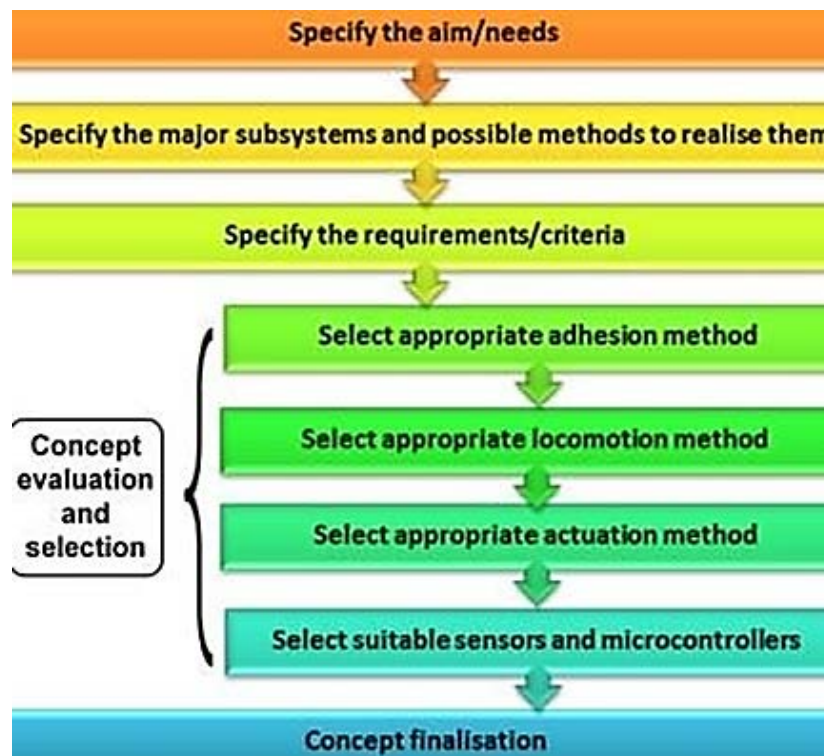 Specify the aim/needs
Specify the major subsystems and possible methods to realise them
Specify the requirements/criteria
Select appropriate adhesion method
Select appropriate locomotion method
Select appropriate actuation method
Select suitable sensors and microcontrollers
Concept
evaluation
and
selection
Concept finalisation